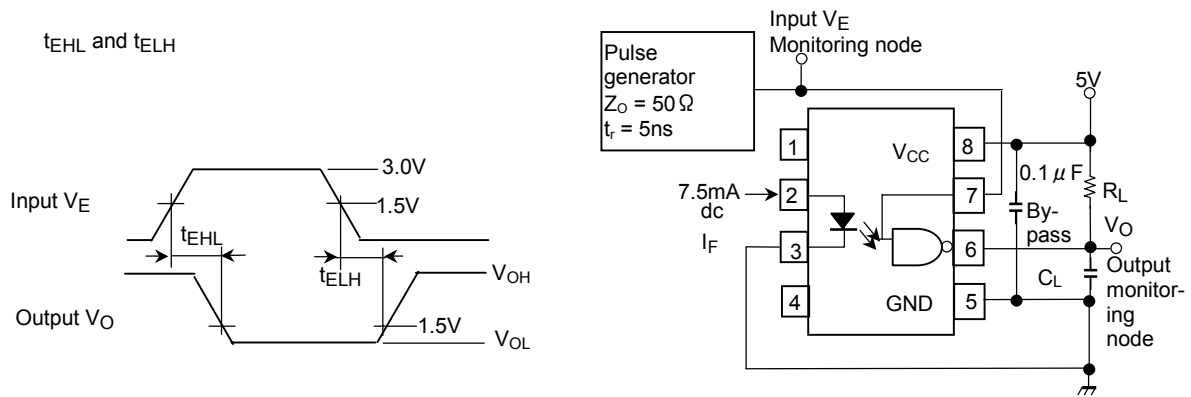 tEHL and tELH
Input VE
3.0V
1.5V
tEHL
tELH
Output VO
VOH
1.5V
VOL
Input VE
Monitoring node
Pulse
generator
ZO = 50 Ω
tr = 5ns
5V
1
2
3
4
VCC
GND
8
7
6
5
7.5mA
dc
IF
0.1 μ F
By-
pass
RL
VO
CL
Output
monitor-
ing
node